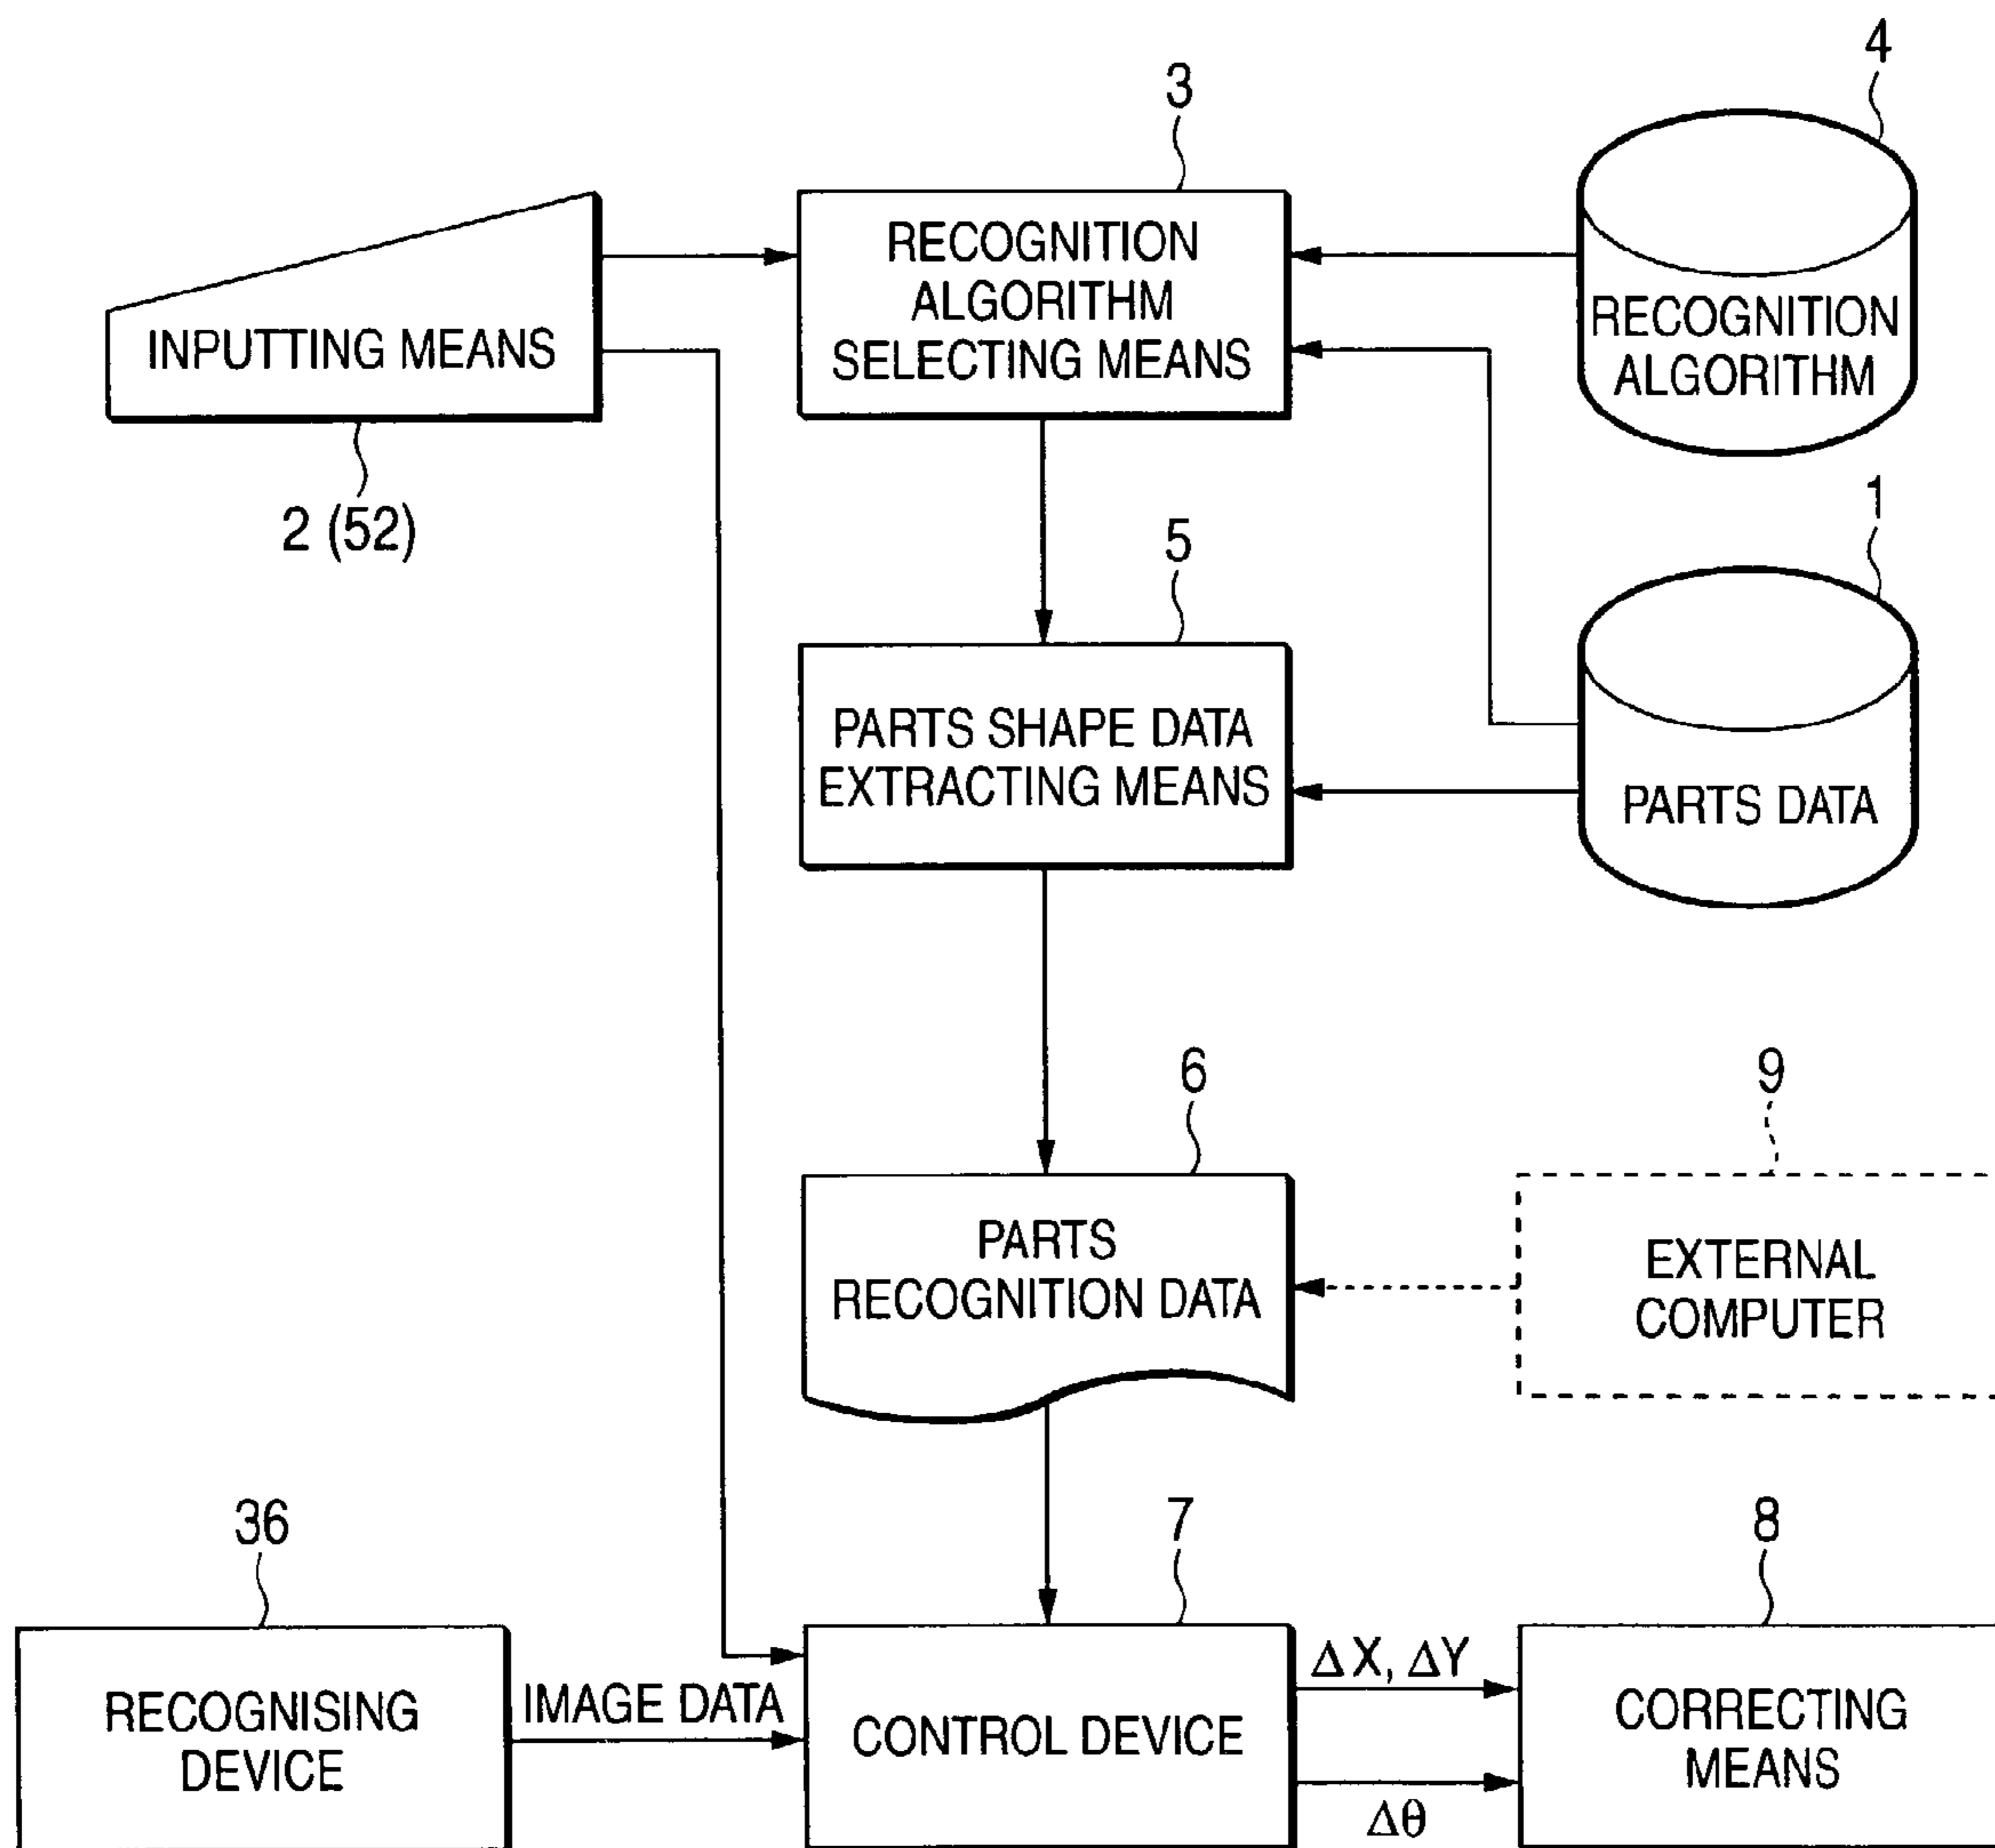 4
3
RECOGNITION
ALGORITHM
SELECTING MEANS
RECOGNITION
ALGORITHM
INPUTTING MEANS
2 (52)
1
5
PARTS SHAPE DATA
EXTRACTING MEANS
PARTS DATA
6
9
PARTS
RECOGNITION DATA
EXTERNAL
COMPUTER
36
7
8
RECOGNISING
DEVICE
IMAGE DATA
CONTROL DEVICE
ΔX, ΔY
Δθ
CORRECTING
MEANS